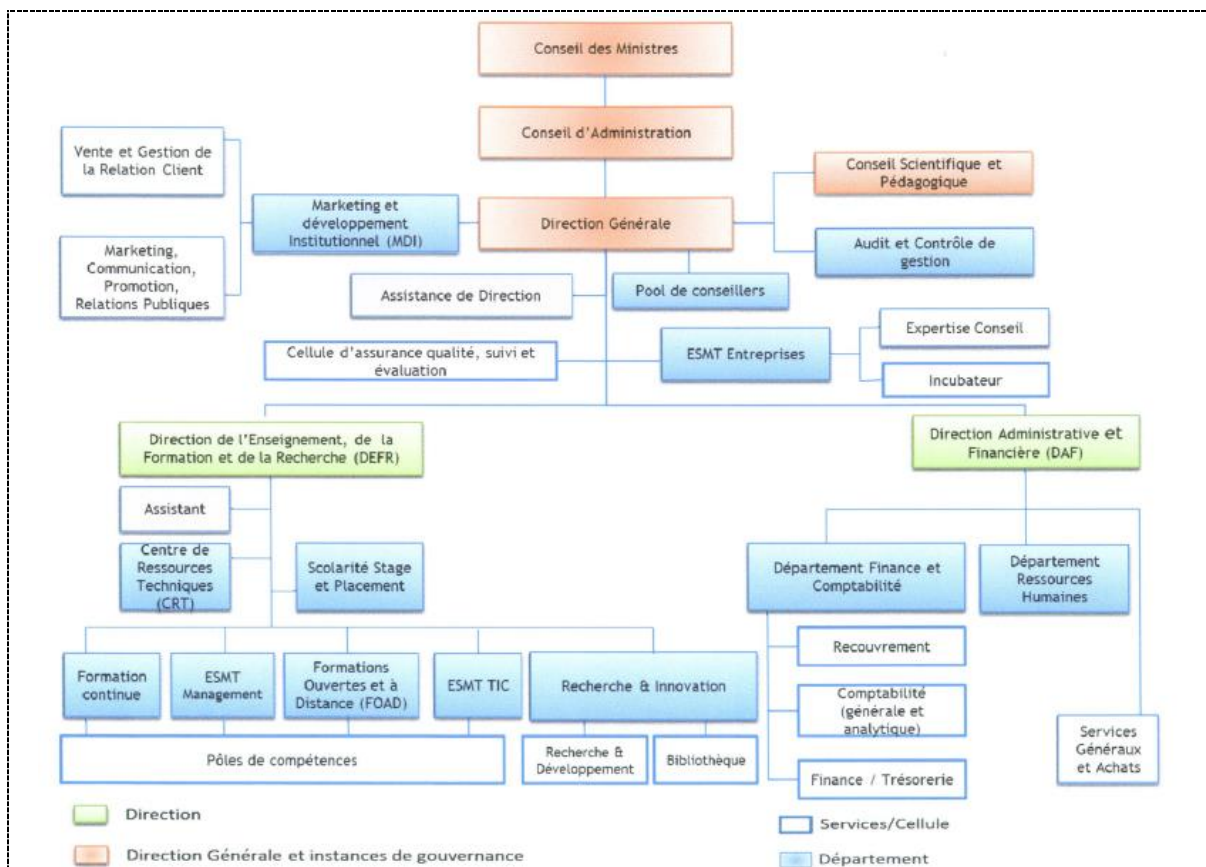 Conseil des Ministres
Conseil d'Administration
Vente et Gestion de
la Relation Client
Conseil Scientifique et
Pédagogique
Marketing et
développement
Institutionnel (MDI)
Direction Générale
Audit et Contrôle de
gestion
Marketing,
Communication,
Promotion,
Relations Publiques
Assistance de Direction
Pool de conseillers
Expertise Conseil
Cellule d'assurance qualité, suivi et
évaluation
ESMT Entreprises
Incubateur
Direction de l'Enseignement, de la
Formation et de la Recherche (DEFR)
Direction Administrative et
Financière (DAF)
Assistant
Centre de
Ressources
Techniques
(CRT)
Scolarité Stage
et Placement
Département Finance et
Comptabilité
Département
Ressources
Humaines
Formation
continue
ESMT
Management
Formations
Ouvertes et à
Distance (FOAD)
ESMT TIC
Recherche & Innovation
Recouvrement
Comptabilité
(générale et
analytique)
Pôles de compétences
Recherche &
Développement
Bibliothèque
Finance / Trésorerie
Services
Généraux
et Achats
Direction
Services/Cellule
Direction Générale et instances de gouvernance
Département